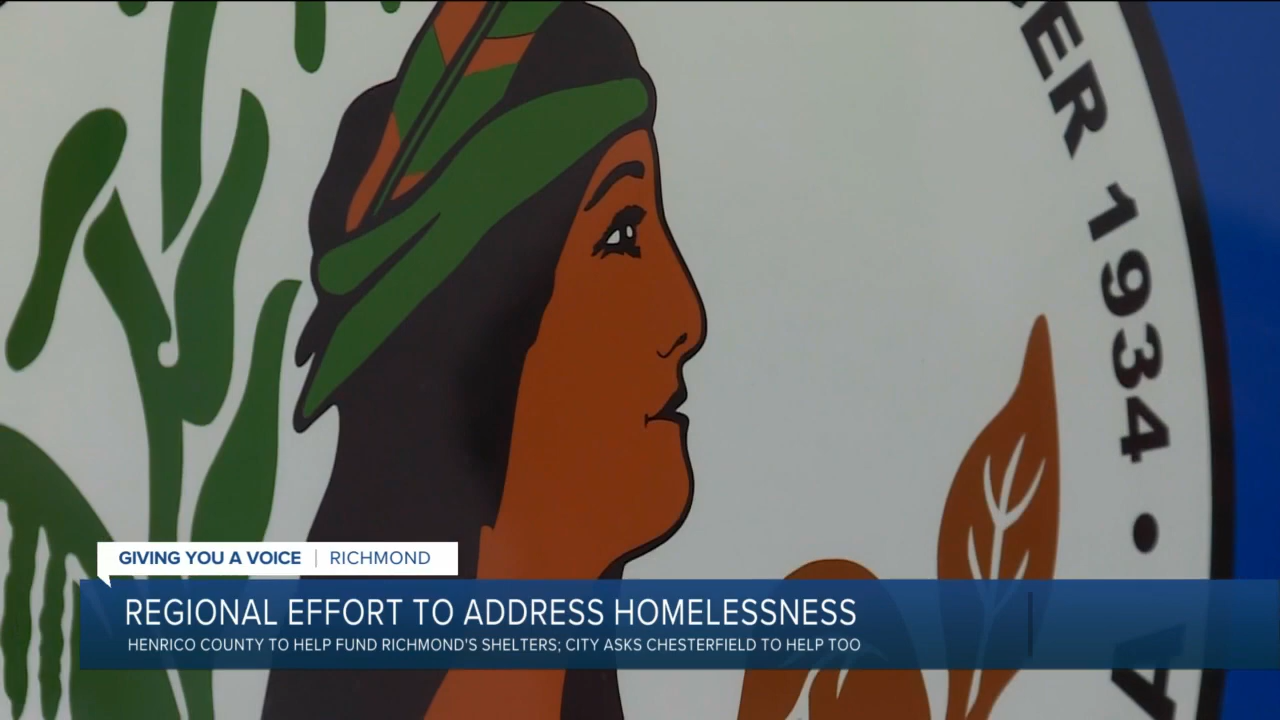 ER 1934 •
GIVING YOU A VOICE | RICHMOND
REGIONAL EFFORT TO ADDRESS HOMELESSNESS
HENRICO COUNTY TO HELP FUND RICHMOND'S SHELTERS; CITY ASKS CHESTERFIELD TO HELP TOO